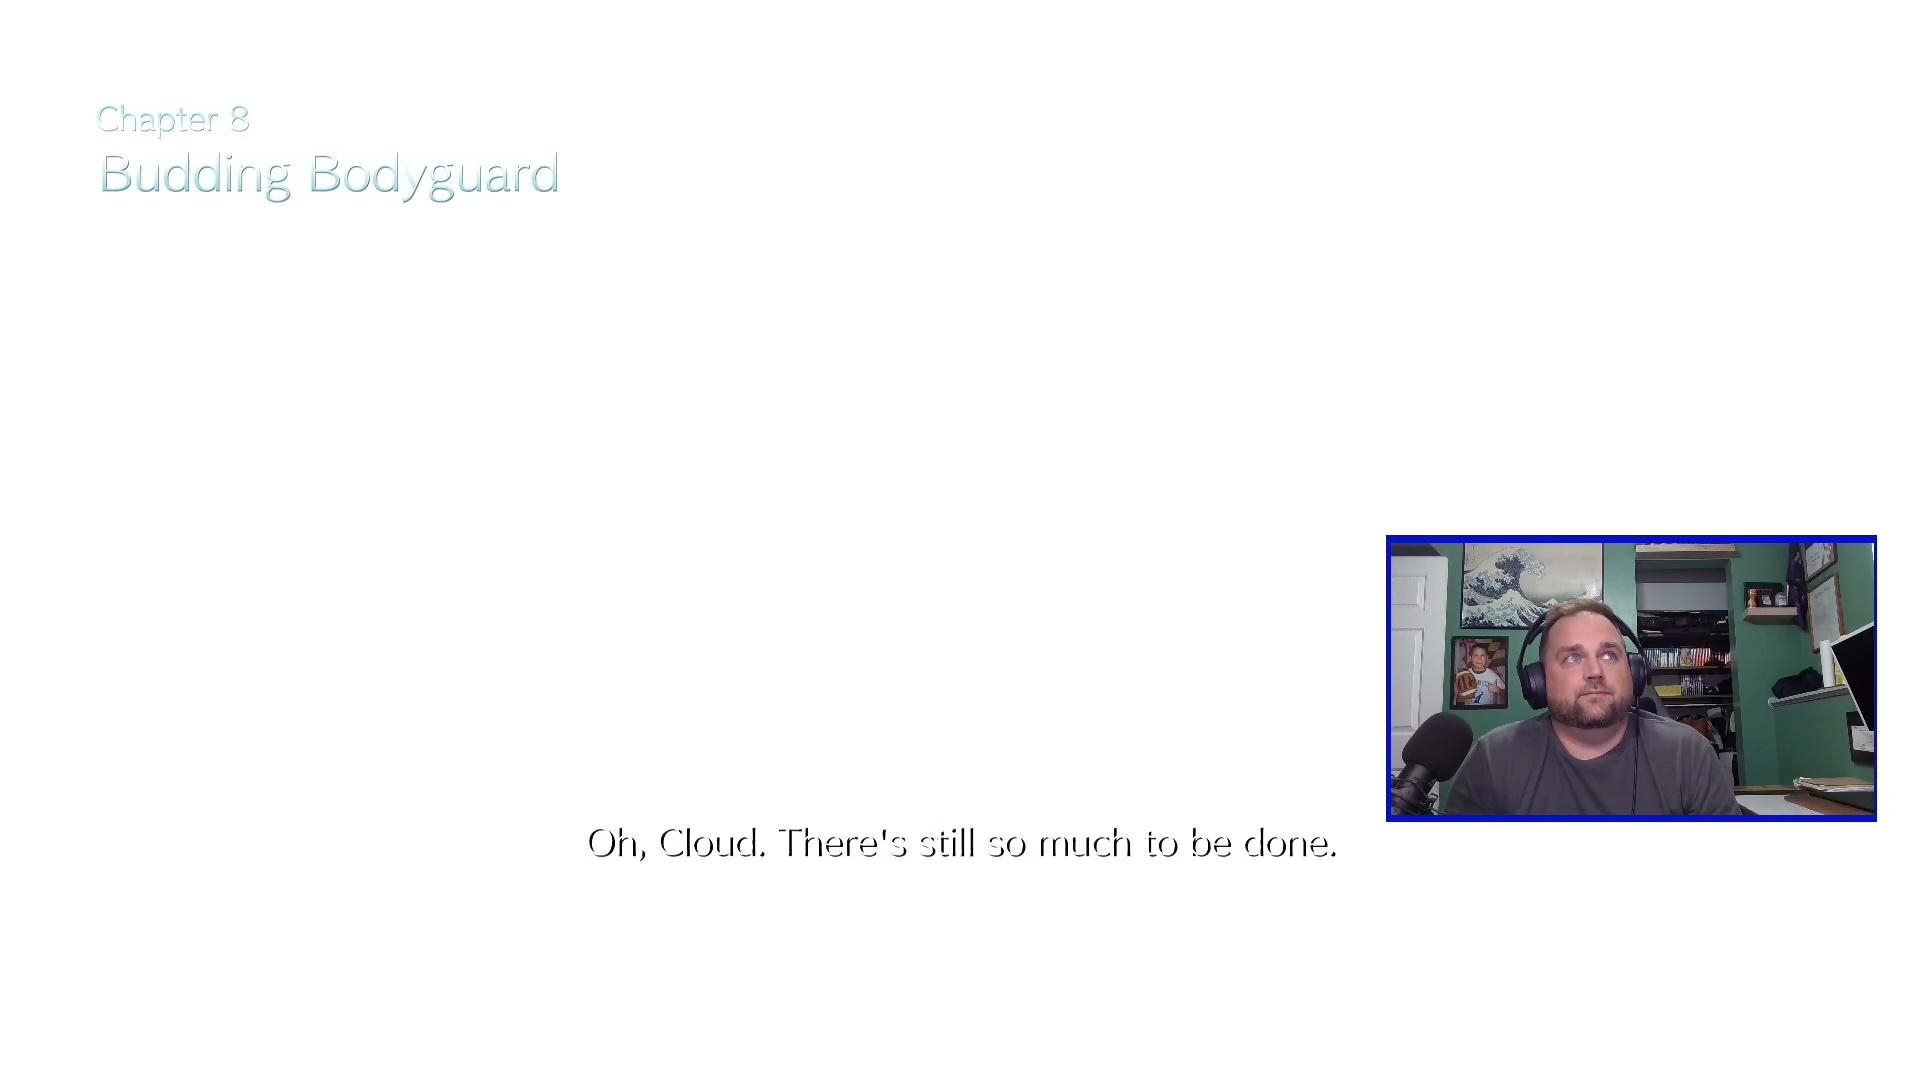 Chapter 8
Budding Bodyguard
Oh, Cloud. There's still so much to be done.